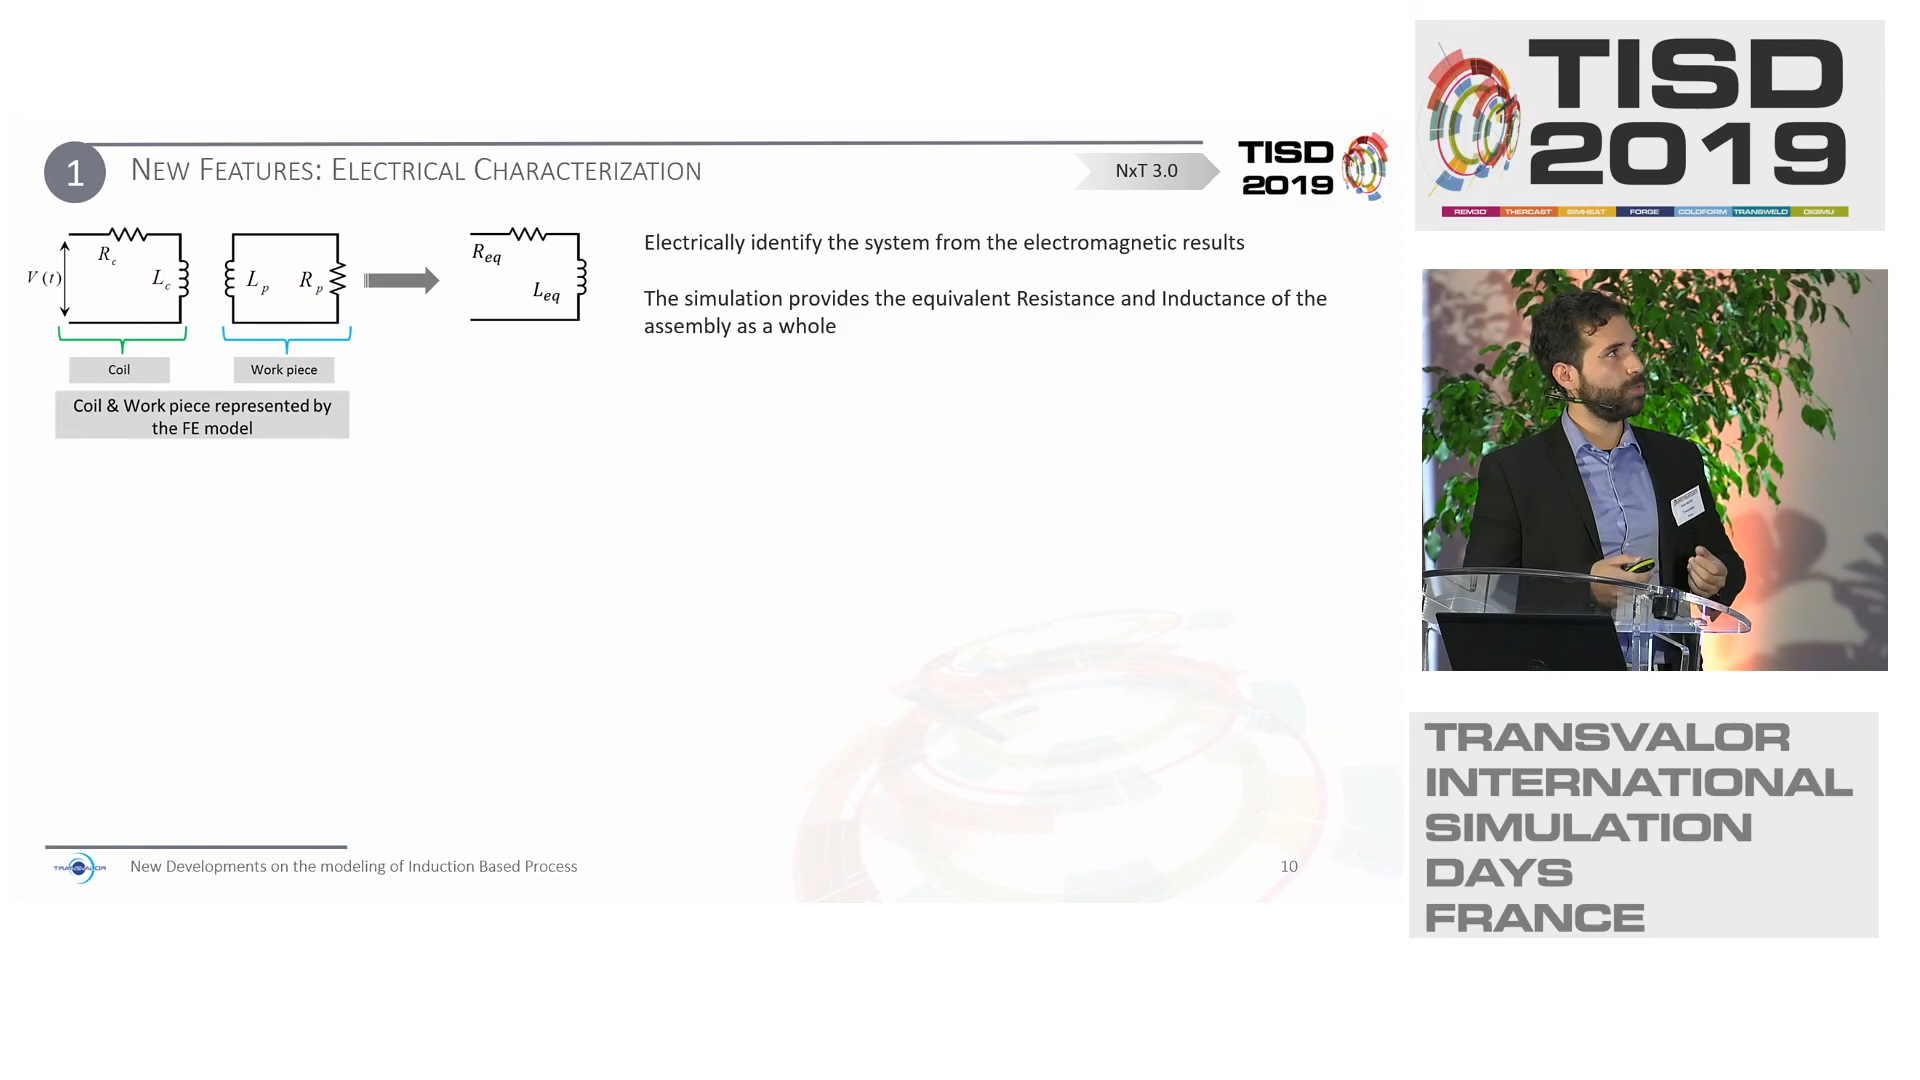 1
NEW FEATURES: ELECTRICAL CHARACTERIZATION
NxT 3.0
TISD
2019
V (t)
R c
L c
L p
R p
Req
Leq
Coil
Work piece
Coil & Work piece represented by
the FE model
Electrically identify the system from the electromagnetic results
The simulation provides the equivalent Resistance and Inductance of the
assembly as a whole
TRANSVALOR
New Developments on the modeling of Induction Based Process
10
TISD
2019
REM3D THERCAST SIMHEAT FORGE COLDFORM TRANSWELD DIGIMU
TRANSVALOR
INTERNATIONAL
SIMULATION
DAYS
FRANCE